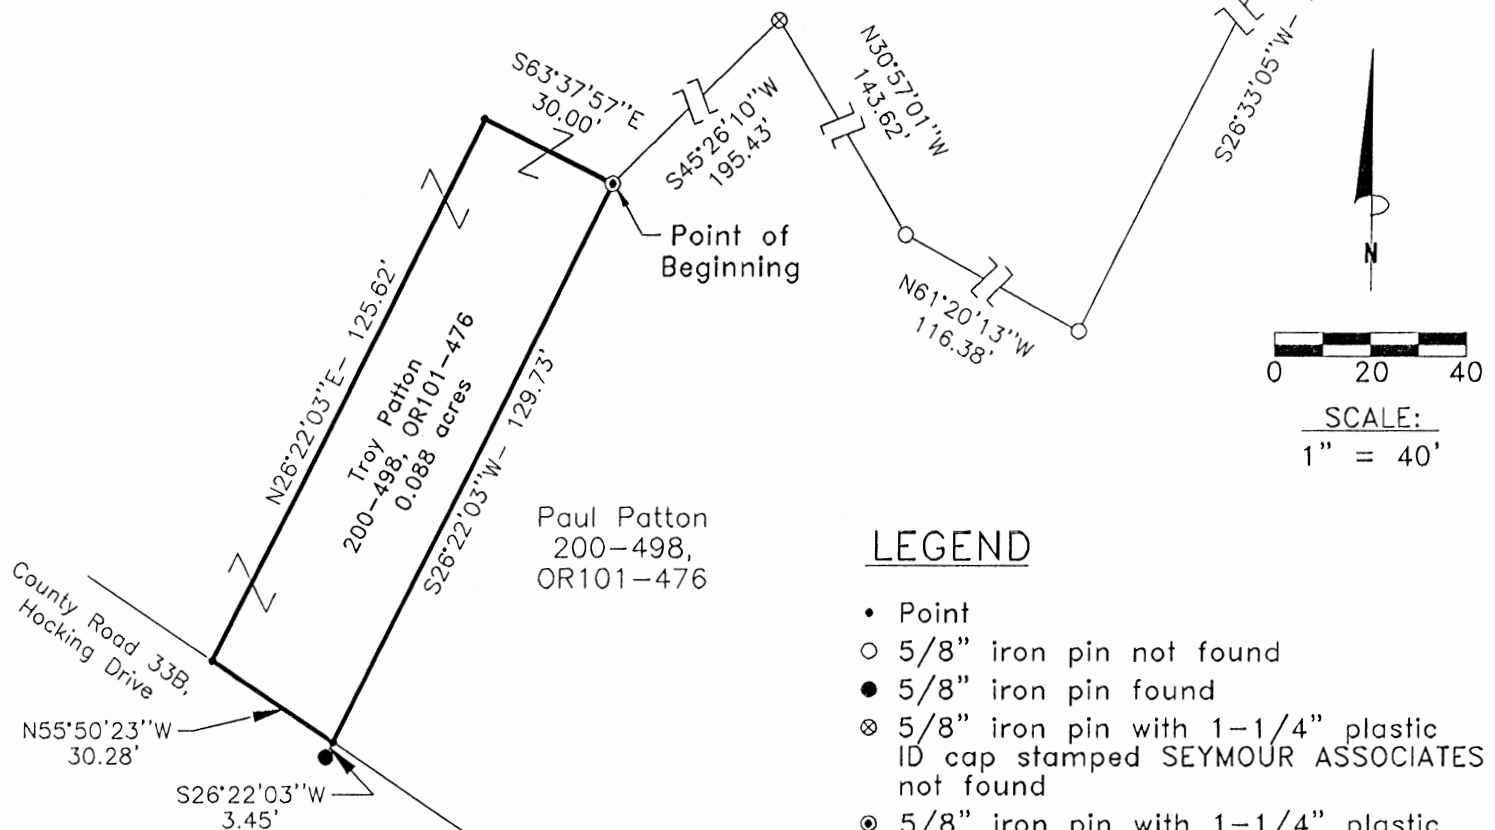 S63°37'57"E
30.00'
S45°26'10"W
195.43'
N30°57'01"W
143.62'
S26°33'05"W-
Point of
Beginning
N61°20'13"W
116.38'
N
0 20 40
SCALE:
1" = 40'
N26°22'03"E- 125.62'
Troy Patton
200-498, OR101-476
0.088 acres
S26°22'03"W- 129.73'
Paul Patton
200-498,
OR101-476
County Road 33B,
Hocking Drive
N55°50'23"W
30.28'
S26°22'03"W
3.45'
LEGEND
Point
5/8" iron pin not found
5/8" iron pin found
5/8" iron pin with 1-1/4" plastic
ID cap stamped SEYMOUR ASSOCIATES
not found
5/8" iron pin with 1-1/4" plastic